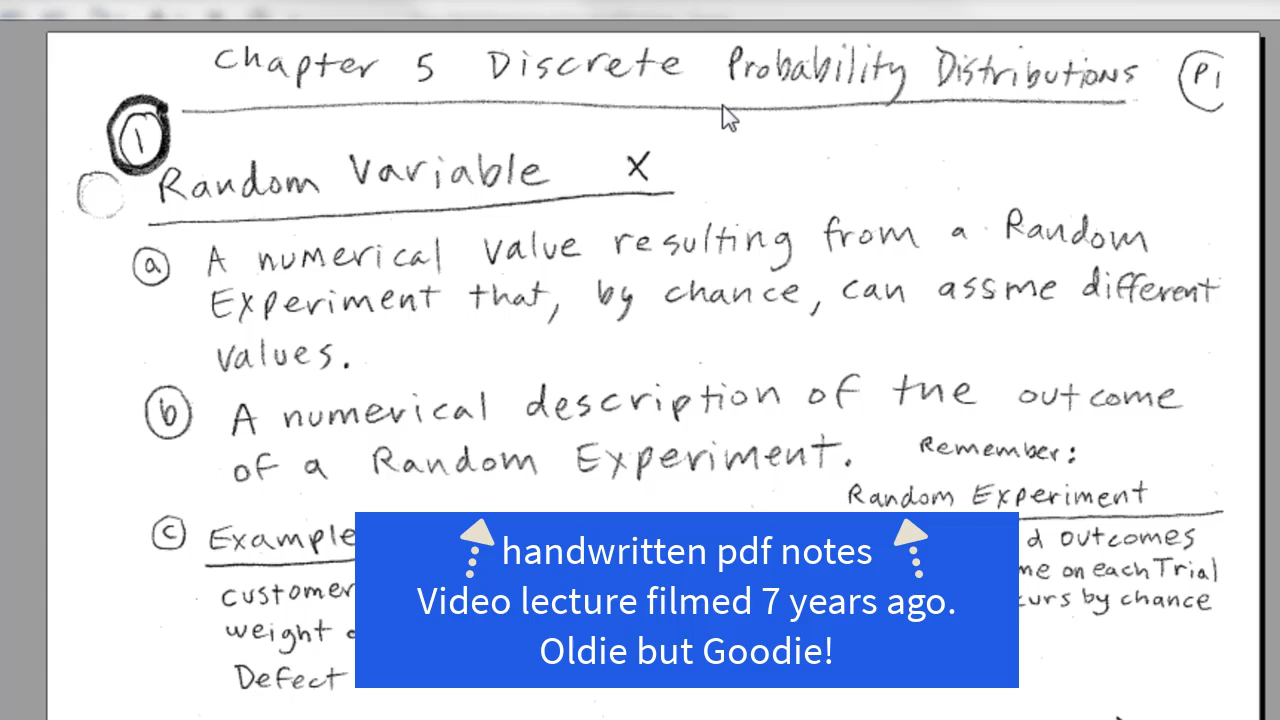 Chapter 5 Discrete Probability Distributions P1
1
Random Variable X
a A numerical value resulting from a Random
Experiment that, by chance, can assme different
values.
b A numerical description of the outcome
of a Random Experiment.
Remember:
Random Experiment
c Example
customer
weight
Defect
outcomes
on each Trial
by chance
handwritten pdf notes
Video lecture filmed 7 years ago.
Oldie but Goodie!